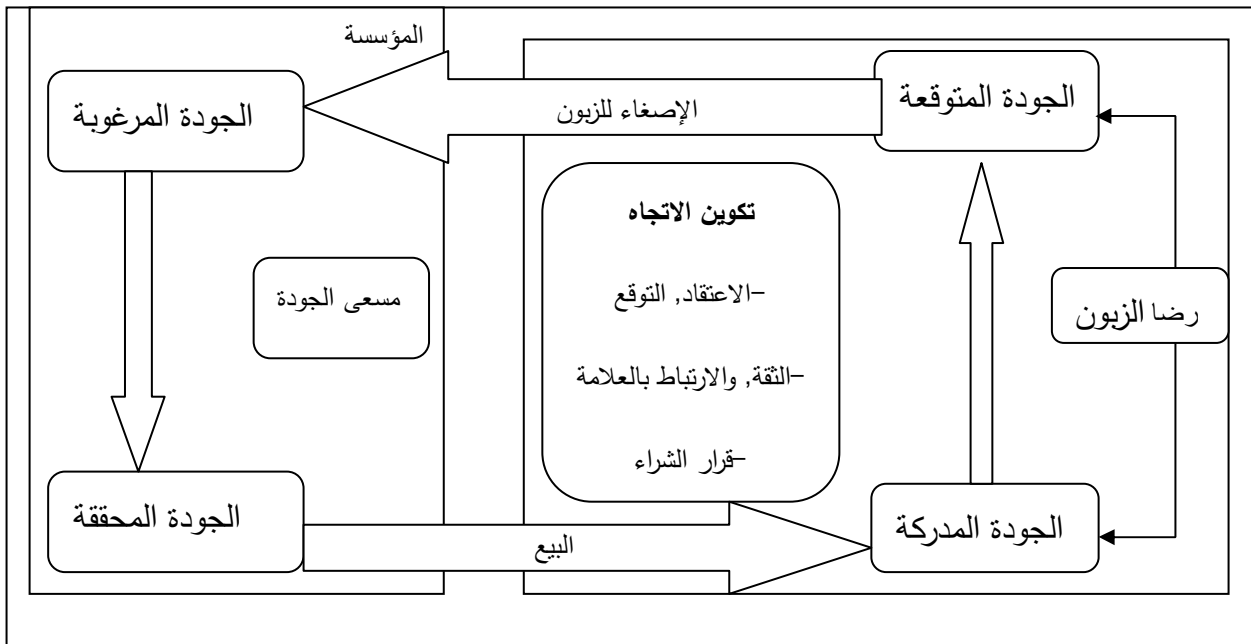 المؤسسة
الجودة المتوقعة
الإصغاء للزبون
الجودة المرغوبة
تكوين الاتجاه
-الاعتقاد, التوقع
-الثقة, والارتباط بالعلامة
-قرار الشراء
مسعى الجودة
رضا الزبون
الجودة المدركة
البيع
الجودة المحققة